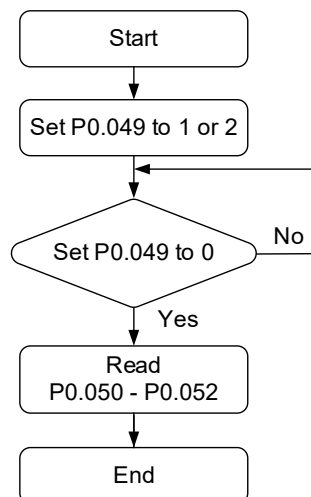 Start
Set P0.049 to 1 or 2
Set P0.049 to 0
No
Yes
Read
P0.050 - P0.052
End